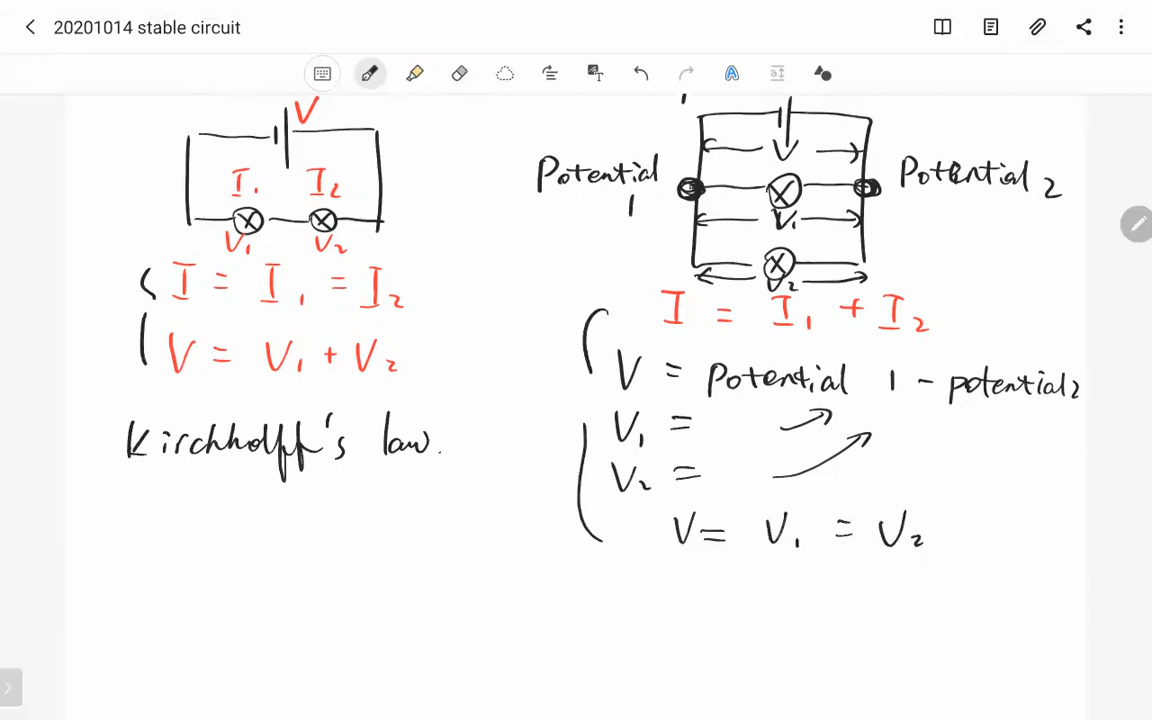 20201014 stable circuit
V
I₁ I₂
V₁ V₂
I = I₁ = I₂
V = V₁ + V₂
Kirchhoff's law.
V
Potential 1
Potential 2
V₁
V₂
I = I₁ + I₂
V = Potential 1 - potential 2
V₁ =
V₂ =
V = V₁ = V₂